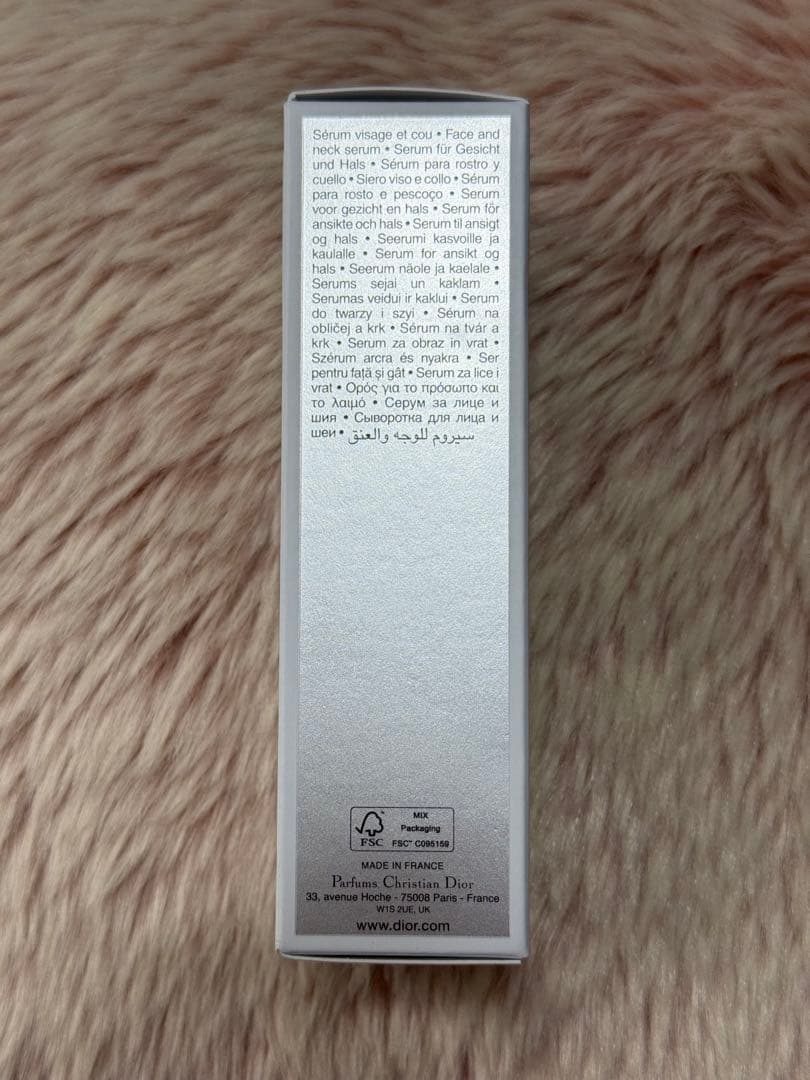 Sérum visage et cou • Face and
neck serum • Serum für Gesicht
und Hals • Sérum para rostro y
cuello • Siero viso e collo • Sérum
para rosto e pescoço • Serum
voor gezicht en hals • Serum för
ansikte och hals • Serum til ansigt
og hals • Seerumi kasvoille ja
kaulalle • Serum for ansikt og
hals • Seerum näole ja kaelale •
Serums sejai un kaklam •
Serumas veidui ir kaklui • Serum
do twarzy i szyi • Sérum na
obličej a krk • Sérum na tvár a
krk • Serum za obraz in vrat •
Szérum arcra és nyakra • Ser
pentru față și gât • Serum za lice i
vrat • Ορός για το πρόσωπο και
το λαιμό • Серум за лице и
шия • Сыворотка для лица и
шеи • سيروم للوجه والعنق
FSC™
MIX
Packaging
FSC™ C095159
MADE IN FRANCE
Parfums Christian Dior
33, avenue Hoche - 75008 Paris - France
W1S 2UE, UK
www.dior.com